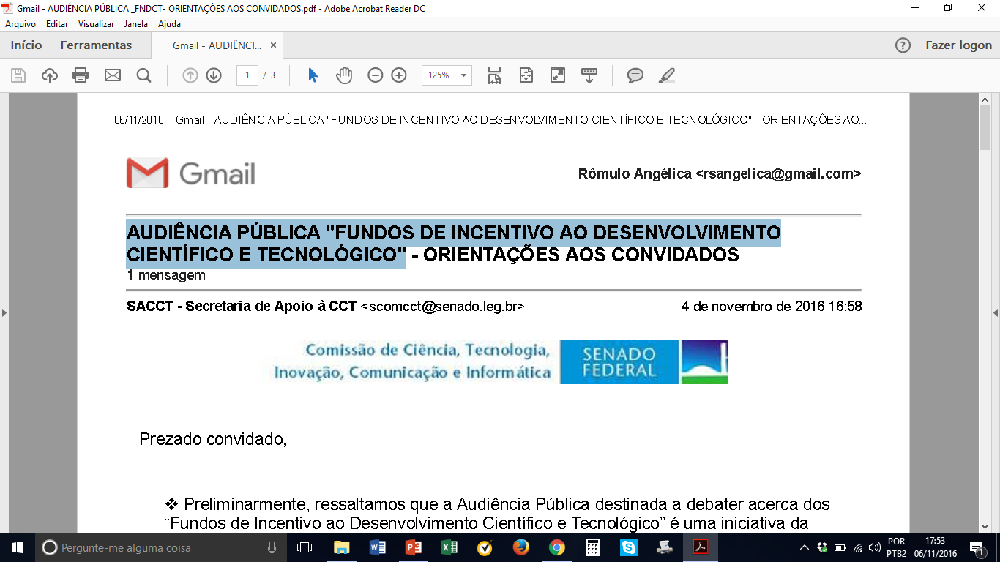 Gmail - AUDIÊNCIA PÚBLICA _FNDCT- ORIENTAÇÕES AOS CONVIDADOS.pdf - Adobe Acrobat Reader DC
Arquivo Editar Visualizar Janela Ajuda
Início Ferramentas Gmail - AUDIÊNCI... × ? Fazer logon
1 / 3 125%
06/11/2016 Gmail - AUDIÊNCIA PÚBLICA "FUNDOS DE INCENTIVO AO DESENVOLVIMENTO CIENTÍFICO E TECNOLÓGICO" - ORIENTAÇÕES AO...
Gmail
Rômulo Angélica <rsangelica@gmail.com>
AUDIÊNCIA PÚBLICA "FUNDOS DE INCENTIVO AO DESENVOLVIMENTO
CIENTÍFICO E TECNOLÓGICO" - ORIENTAÇÕES AOS CONVIDADOS
1 mensagem
SACCT - Secretaria de Apoio à CCT <scomcct@senado.leg.br> 4 de novembro de 2016 16:58
Comissão de Ciência, Tecnologia,
Inovação, Comunicação e Informática
SENADO
FEDERAL
Prezado convidado,
❖ Preliminarmente, ressaltamos que a Audiência Pública destinada a debater acerca dos
“Fundos de Incentivo ao Desenvolvimento Científico e Tecnológico” é uma iniciativa da
Pergunte-me alguma coisa
POR
PTB2
17:53
06/11/2016
1